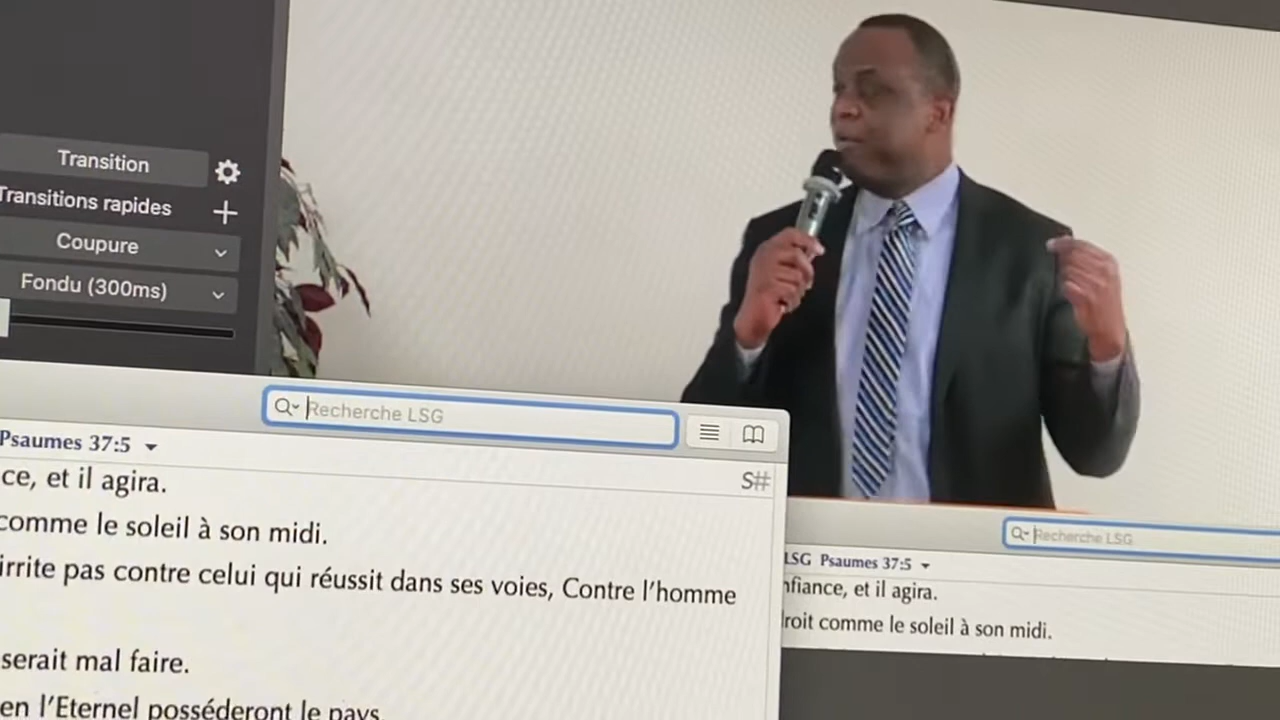 Transition
Transitions rapides
Coupure
Fondu (300ms)
Recherche LSG
Psaumes 37:5
S#
ce, et il agira.
comme le soleil à son midi.
irrite pas contre celui qui réussit dans ses voies, Contre l'homme
serait mal faire.
en l'Eternel posséderont le pays.
Recherche LSG
LSG Psaumes 37:5
nfiance, et il agira.
droit comme le soleil à son midi.